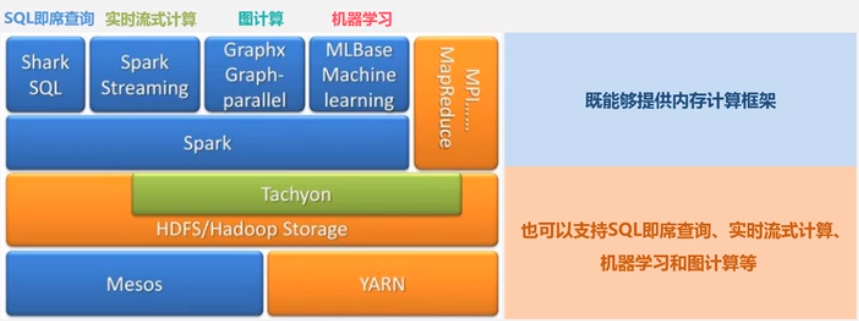 SQL即席查询 实时流式计算 图计算 机器学习
Shark
SQL
Spark
Streaming
Graphx
Graph-
parallel
MLBase
Machine
learning
MPI......
MapReduce
既能够提供内存计算框架
Spark
Tachyon
HDFS/Hadoop Storage
也可以支持SQL即席查询、实时流式计算、
机器学习和图计算等
Mesos
YARN